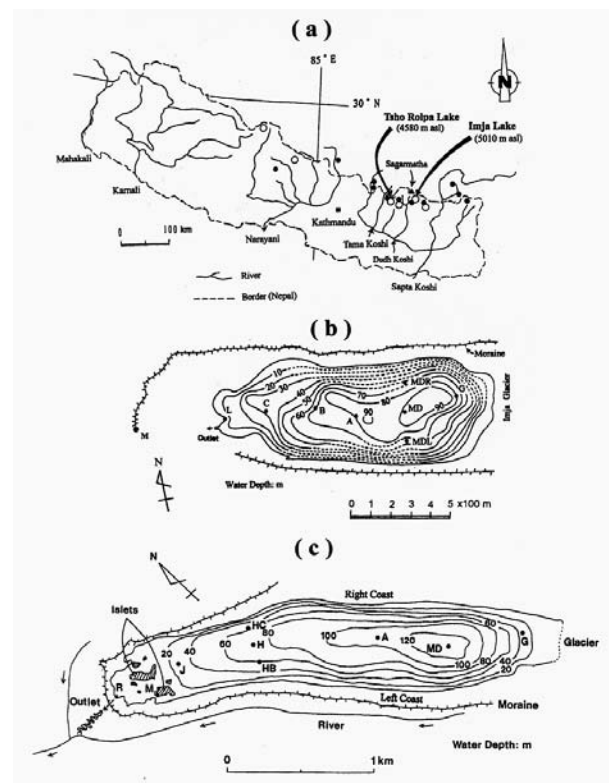 ( a )
85° E
30° N
N
Tsho Rolpa Lake
(4580 m asl)
Imja Lake
(5010 m asl)
Sagarmatha
Mahakali
Karnali
Kathmandu
Narayani
Tama Koshi
Dudh Koshi
Sapta Koshi
0 100 km
River
Border (Nepal)
( b )
Moraine
10
20
30
40
50
60
70
80
90
90
MDR
MD
MDL
G
L
C
B
A
M
Outlet
Imja Glacier
N
Water Depth: m
0 1 2 3 4 5 x100 m
( c )
N
Right Coast
Islets
HC
H
HB
20
40
60
80
100
A
120
MD
100
80
60
40
20
G
Glacier
J
R
M
Outlet
Left Coast
Moraine
River
Water Depth: m
0 1 km